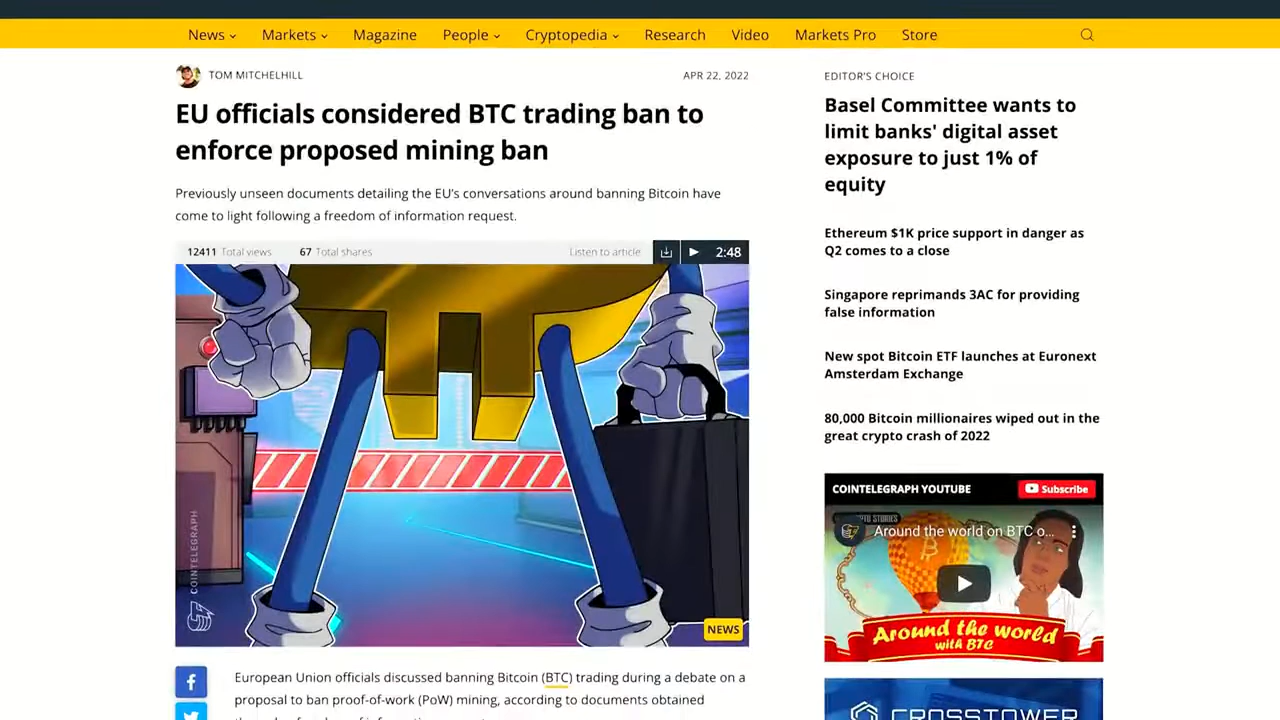 News Markets Magazine People Cryptopedia Research Video Markets Pro Store
TOM MITCHELHILL
APR 22, 2022
EU officials considered BTC trading ban to
enforce proposed mining ban
Previously unseen documents detailing the EU's conversations around banning Bitcoin have
come to light following a freedom of information request.
12411 Total views 67 Total shares Listen to article 2:48
COINTELEGRAPH
NEWS
European Union officials discussed banning Bitcoin (BTC) trading during a debate on a
proposal to ban proof-of-work (PoW) mining, according to documents obtained
EDITOR'S CHOICE
Basel Committee wants to
limit banks' digital asset
exposure to just 1% of
equity
Ethereum $1K price support in danger as
Q2 comes to a close
Singapore reprimands 3AC for providing
false information
New spot Bitcoin ETF launches at Euronext
Amsterdam Exchange
80,000 Bitcoin millionaires wiped out in the
great crypto crash of 2022
COINTELEGRAPH YOUTUBE Subscribe
STORIES
Around the world on BTC o...
Around the world
with BTC
CROSSTOWER